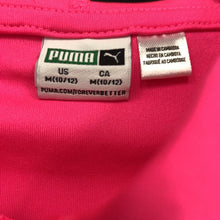 PUMA
US CA
M(10/12) M(10/12)
PUMA.COM/FOREVERBETTER
MADE IN CAMBODIA
HECHO EN CAMBOYA
FABRIQUÉ AU CAMBODGE